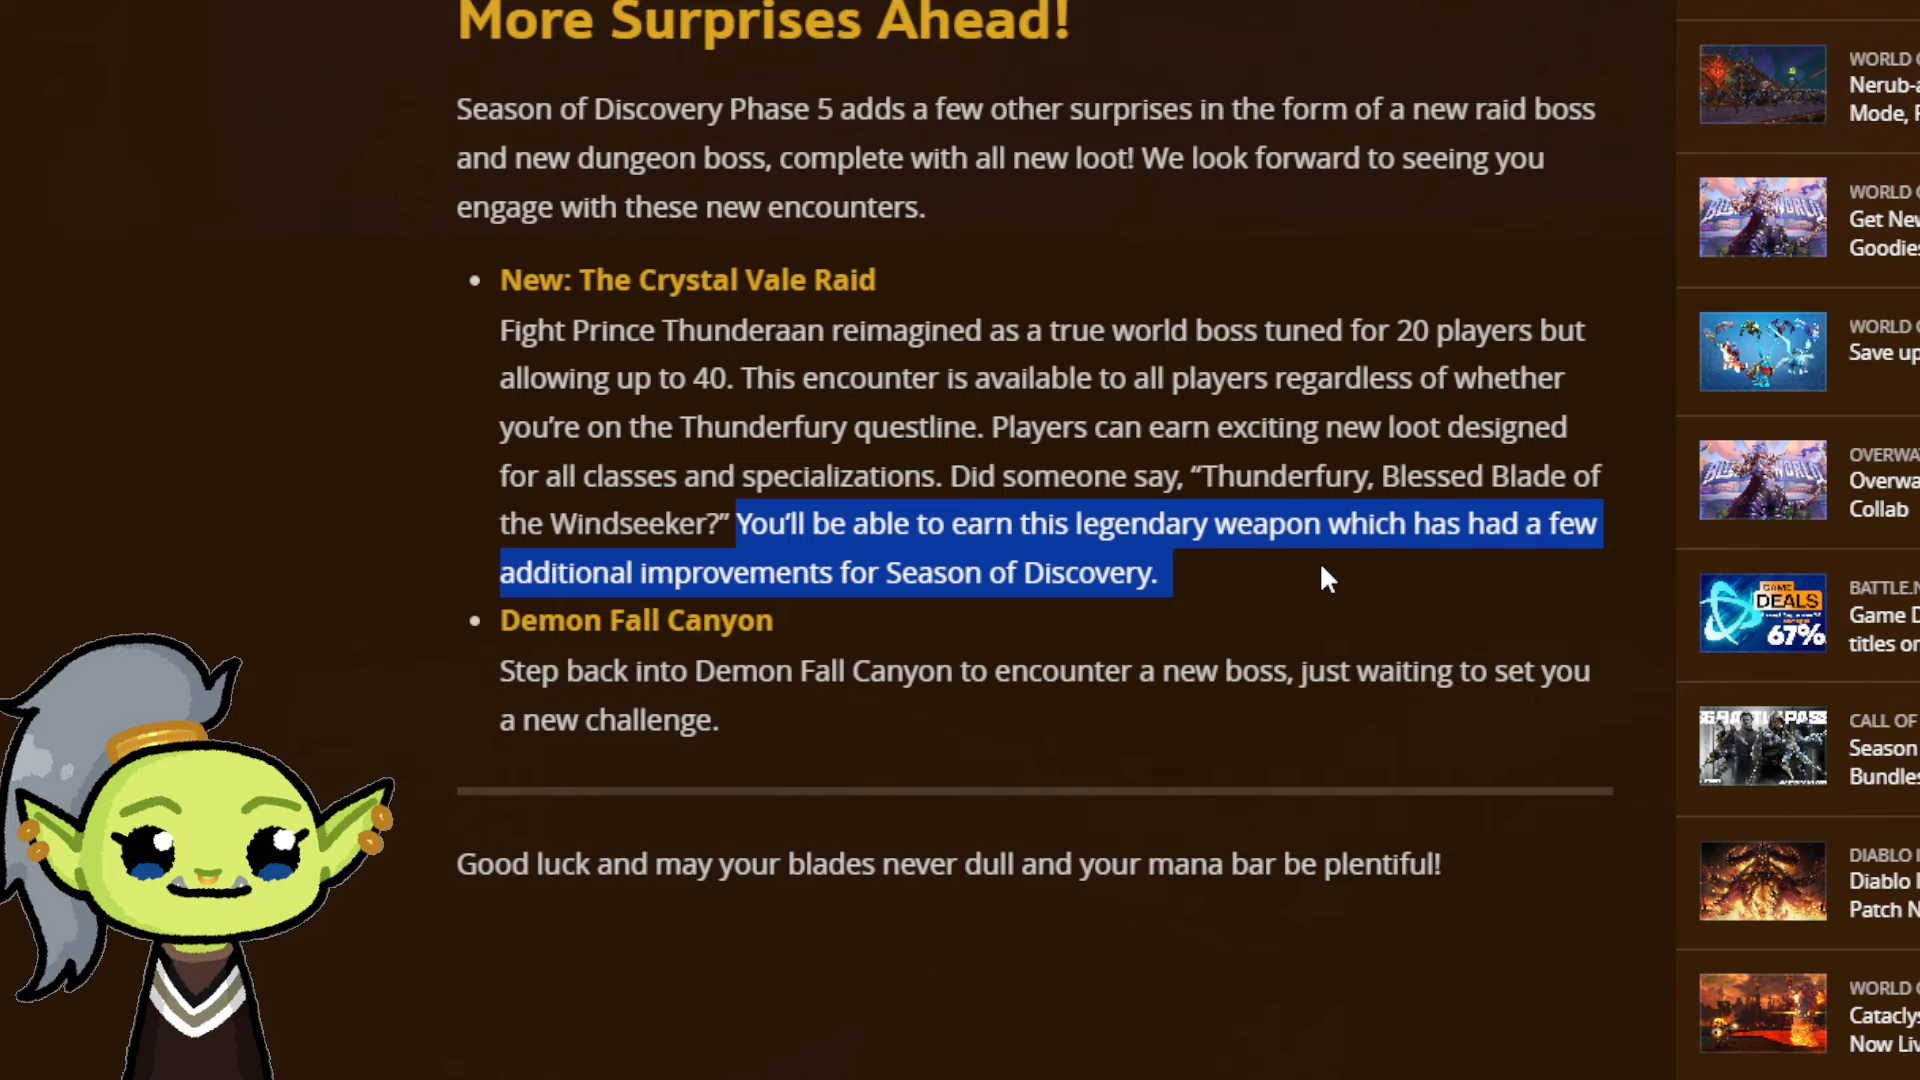 More Surprises Ahead!
Season of Discovery Phase 5 adds a few other surprises in the form of a new raid boss
and new dungeon boss, complete with all new loot! We look forward to seeing you
engage with these new encounters.
• New: The Crystal Vale Raid
Fight Prince Thunderaan reimagined as a true world boss tuned for 20 players but
allowing up to 40. This encounter is available to all players regardless of whether
you’re on the Thunderfury questline. Players can earn exciting new loot designed
for all classes and specializations. Did someone say, “Thunderfury, Blessed Blade of
the Windseeker?” You’ll be able to earn this legendary weapon which has had a few
additional improvements for Season of Discovery.
• Demon Fall Canyon
Step back into Demon Fall Canyon to encounter a new boss, just waiting to set you
a new challenge.
Good luck and may your blades never dull and your mana bar be plentiful!
WORLD
Nerub-a
Mode,
WORLD
Get New
Goodies
WORLD
Save up
OVERWA
Overwa
Collab
GAME
DEALS
67%
BATTLE.N
Game D
titles or
CALL OF
Season
Bundles
DIABLO
Diablo
Patch N
WORLD
Cataclys
Now Liv